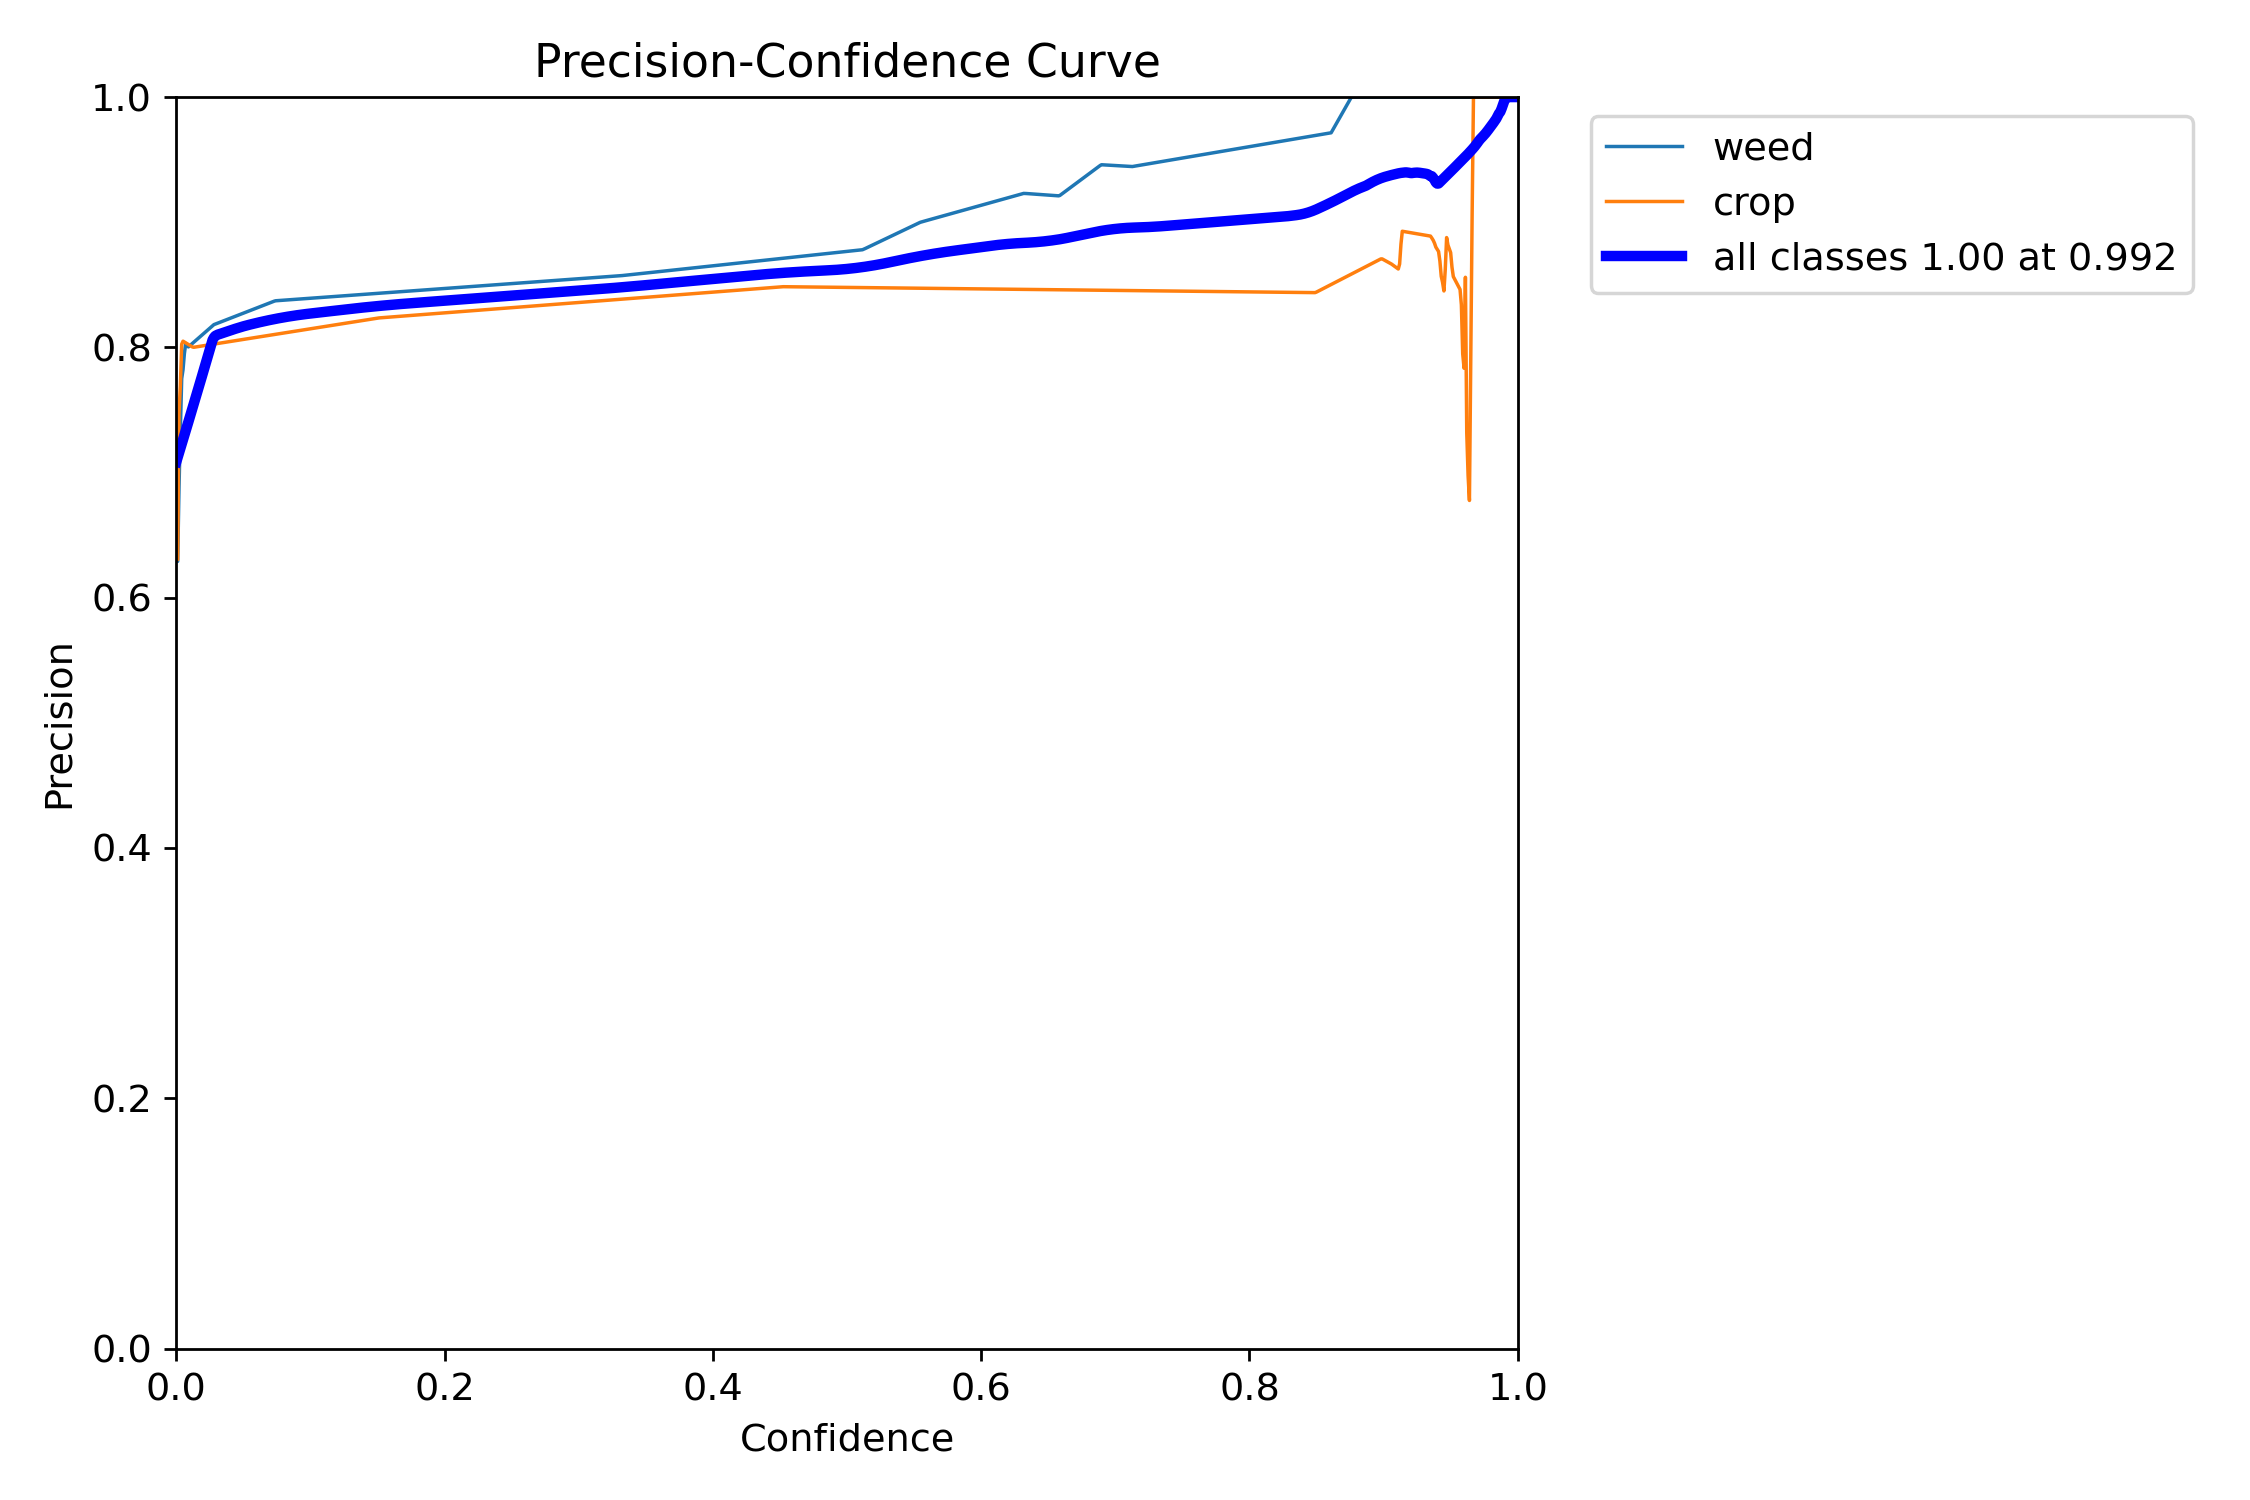 Precision-Confidence Curve
1.0
0.8
0.6
0.4
0.2
0.0
Precision
0.0 0.2 0.4 0.6 0.8 1.0
Confidence
weed
crop
all classes 1.00 at 0.992